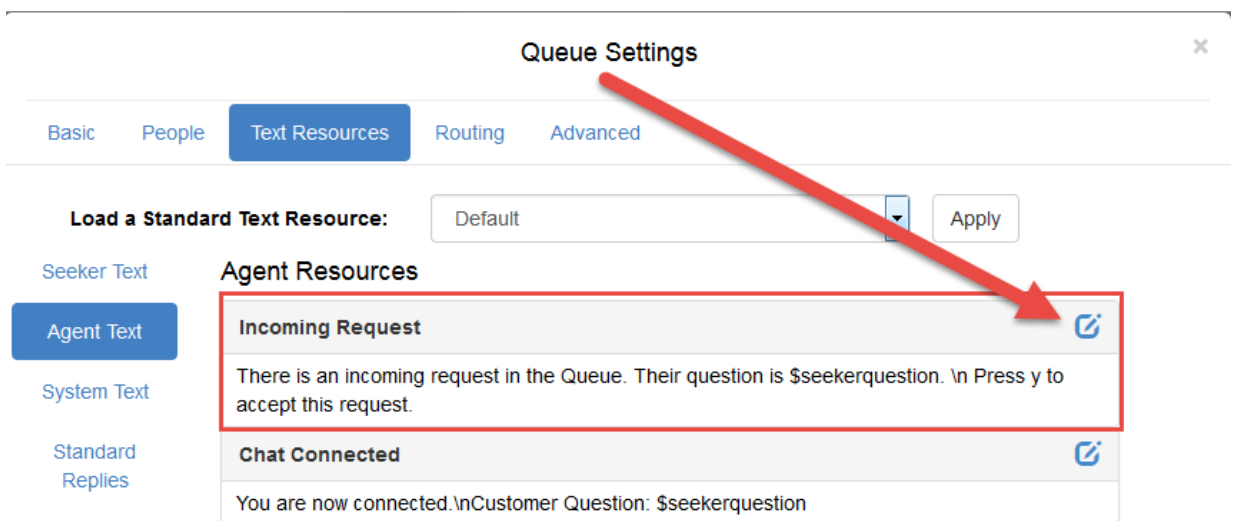 Queue Settings
×
Basic People Text Resources Routing Advanced
Load a Standard Text Resource: Default Apply
Seeker Text
Agent Resources
Agent Text
Incoming Request
There is an incoming request in the Queue. Their question is $seekerquestion. \n Press y to
accept this request.
System Text
Standard
Replies
Chat Connected
You are now connected.\nCustomer Question: $seekerquestion